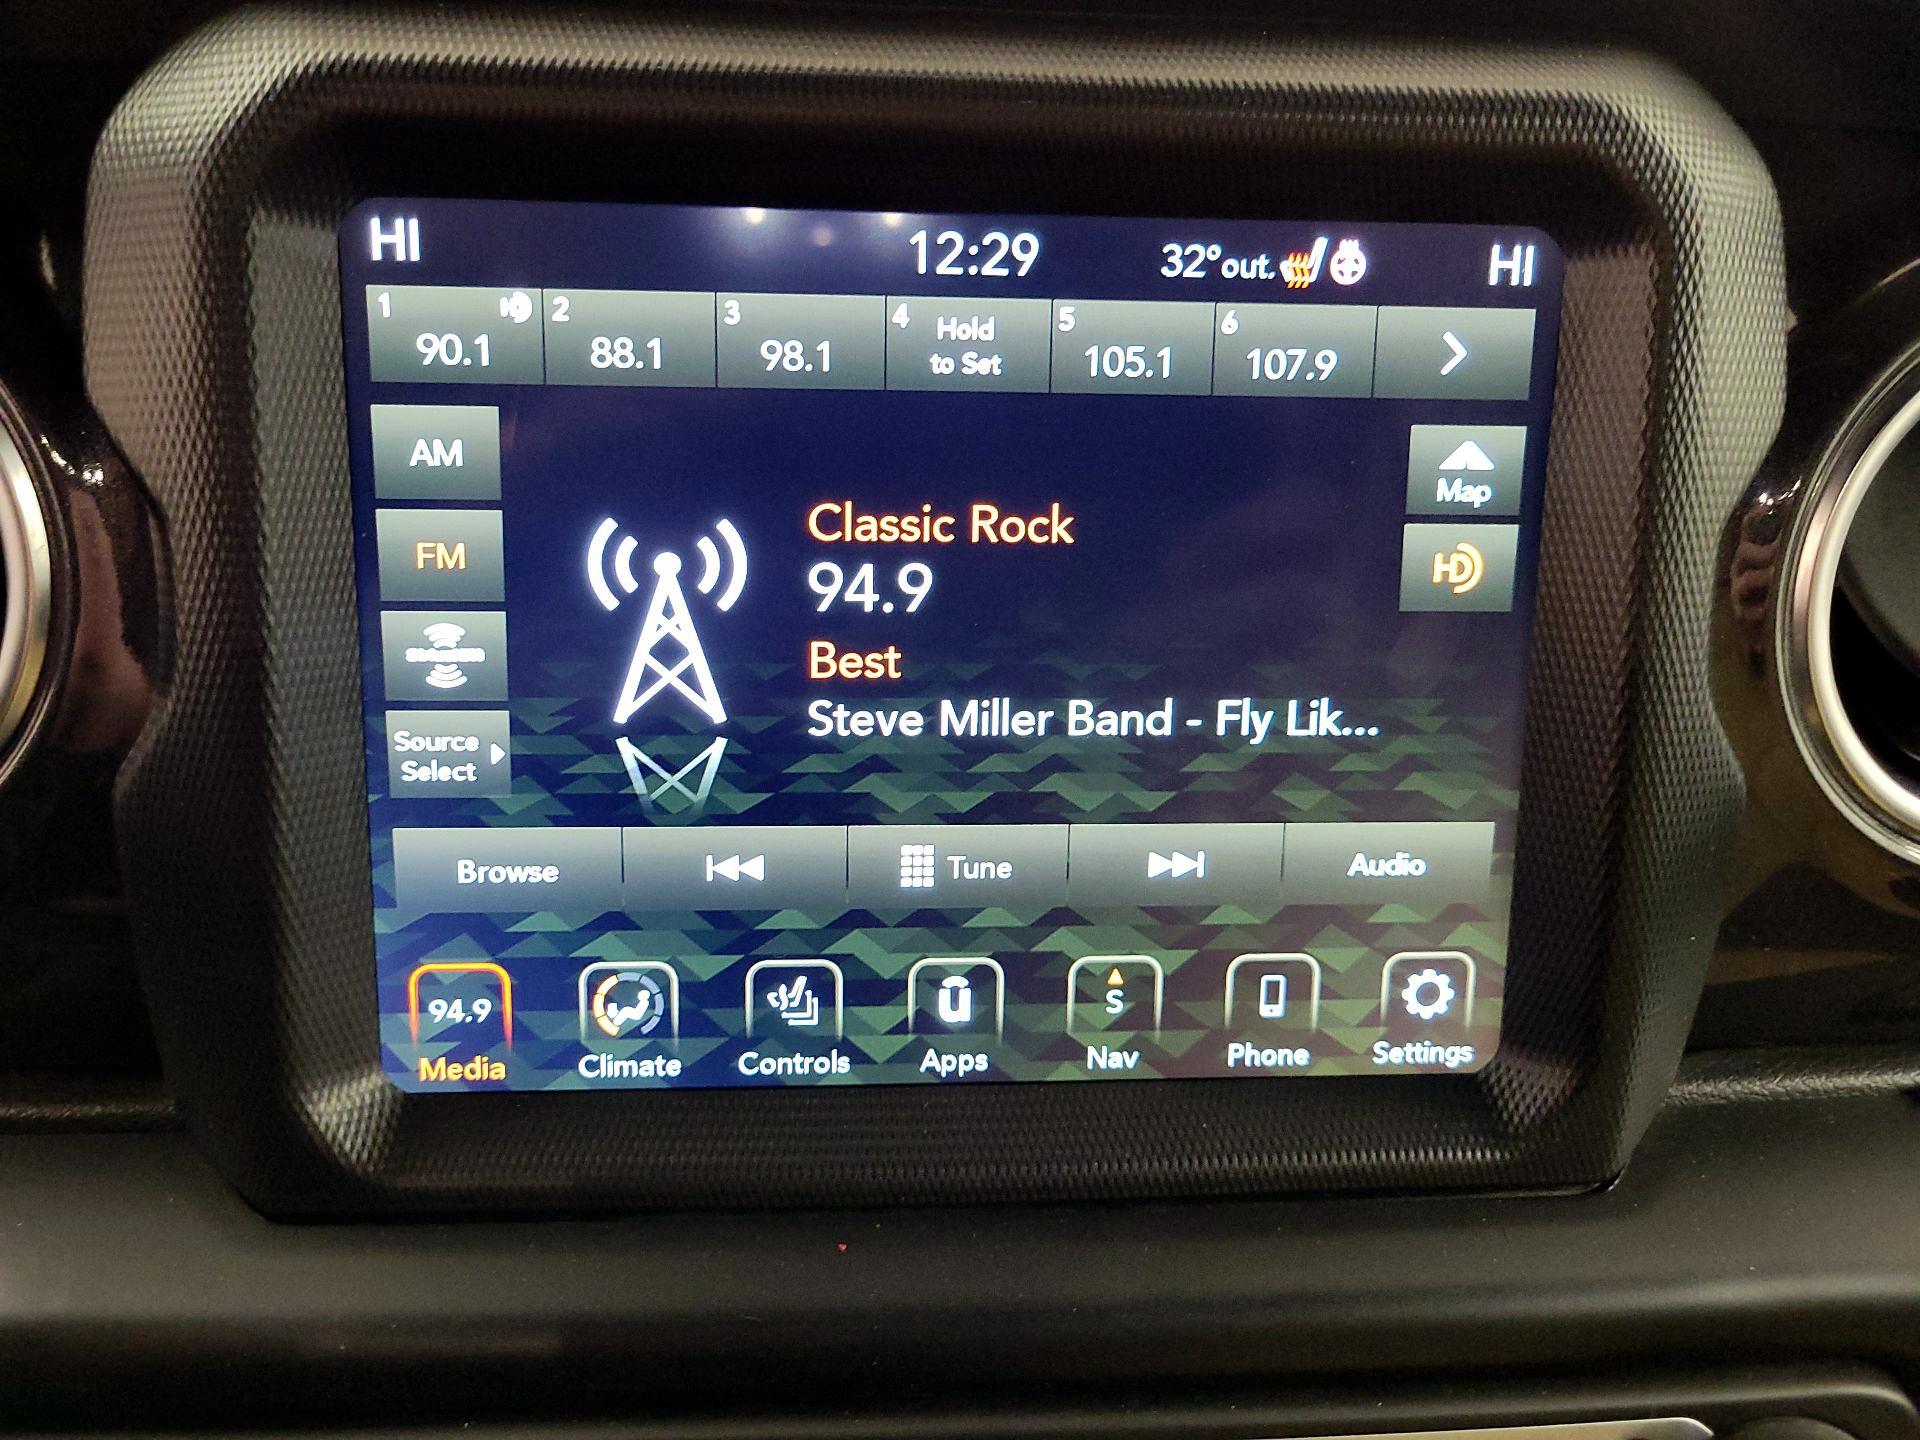 HI 12:29 32°out. HI
1 90.1 2 88.1 3 98.1 4 Hold to Set 5 105.1 6 107.9
AM
Map
FM
HD
Classic Rock
94.9
Best
Steve Miller Band - Fly Lik...
Source
Select
Browse Tune Audio
94.9 S
Media Climate Controls Apps Nav Phone Settings